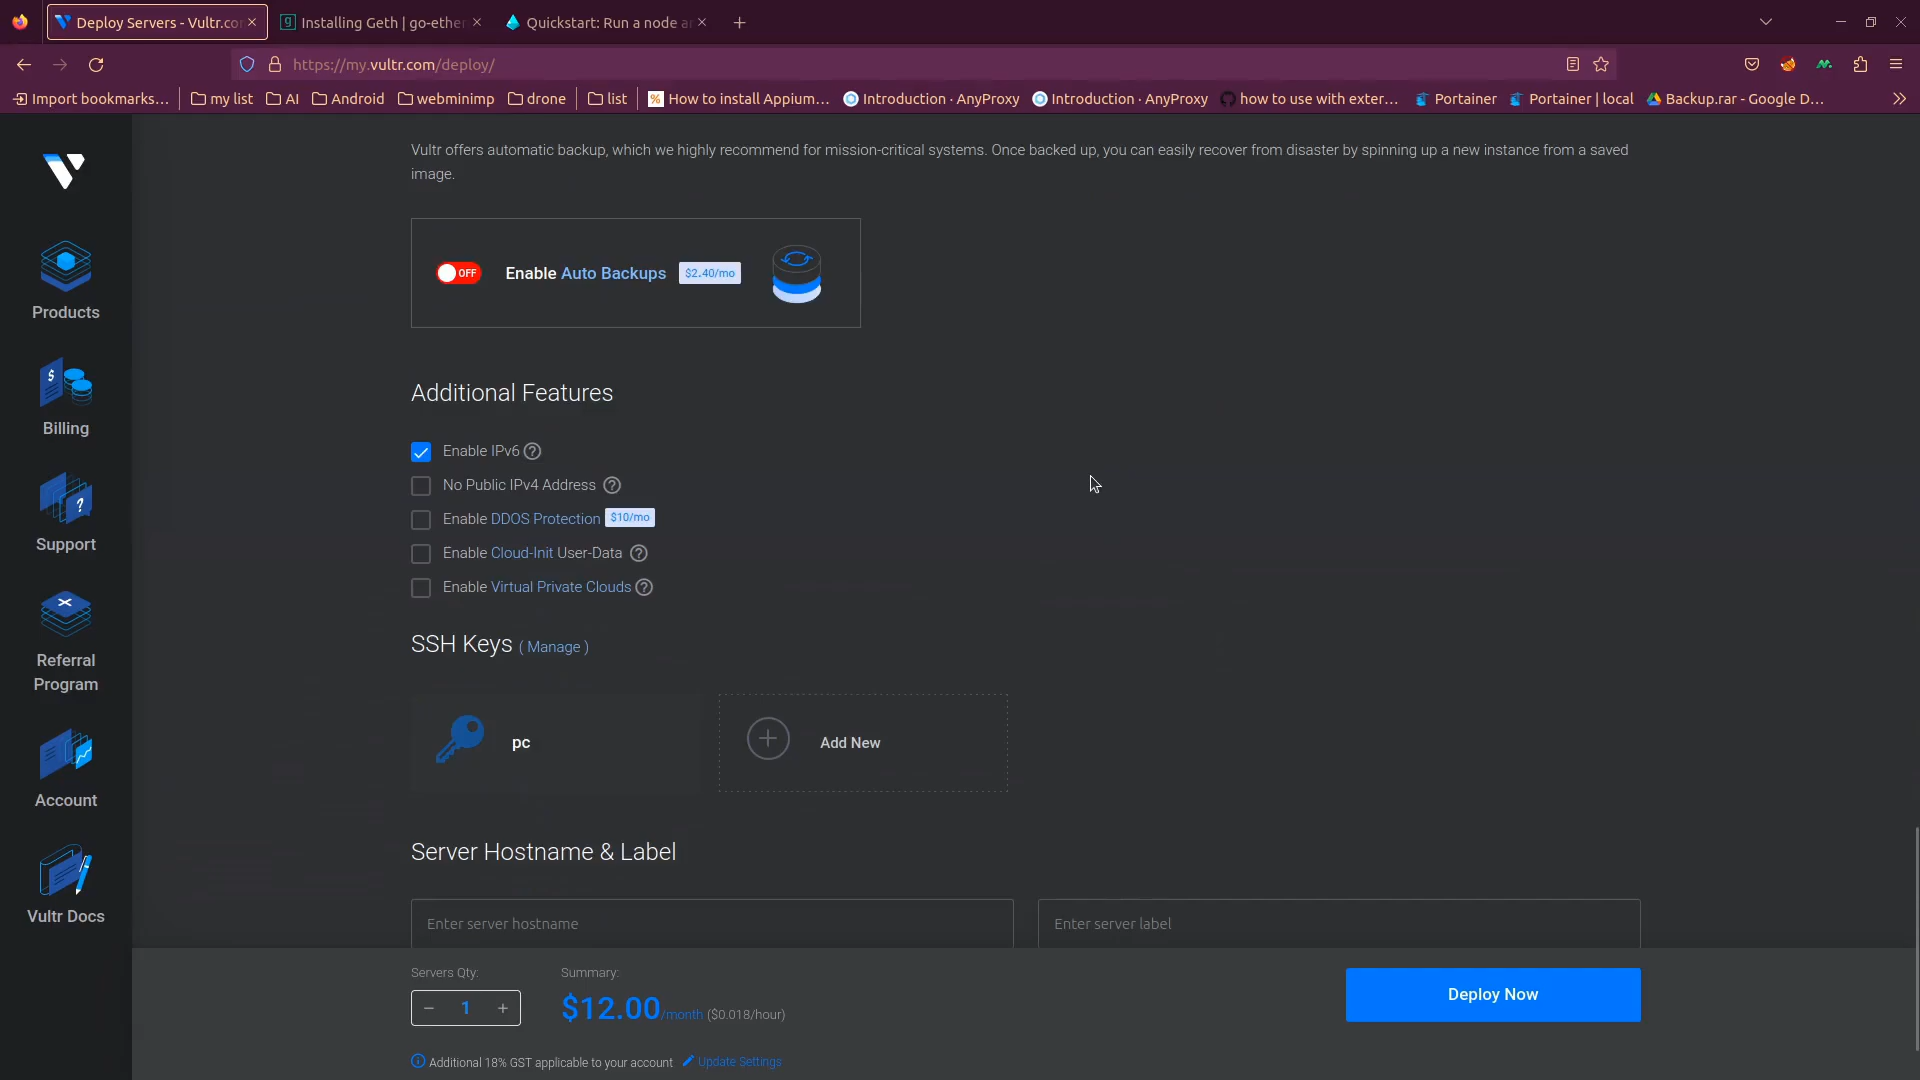 Deploy Servers - Vultr.co
Installing Geth | go-ether
Quickstart: Run a node a
https://my.vultr.com/deploy/
Import bookmarks...
my list
AI
Android
webminimp
drone
list
How to install Appium...
Introduction · AnyProxy
Introduction · AnyProxy
how to use with exter...
Portainer
Portainer | local
Backup.rar - Google D...
Products
Billing
Support
Referral
Program
Account
Vultr Docs
Vultr offers automatic backup, which we highly recommend for mission-critical systems. Once backed up, you can easily recover from disaster by spinning up a new instance from a saved
image.
OFF
Enable Auto Backups $2.40/mo
Additional Features
Enable IPv6
No Public IPv4 Address
Enable DDOS Protection $10/mo
Enable Cloud-Init User-Data
Enable Virtual Private Clouds
SSH Keys ( Manage )
pc
Add New
Server Hostname & Label
Enter server hostname
Enter server label
Servers Qty:
1
Summary:
$12.00/month ($0.018/hour)
Deploy Now
Additional 18% GST applicable to your account Update Settings